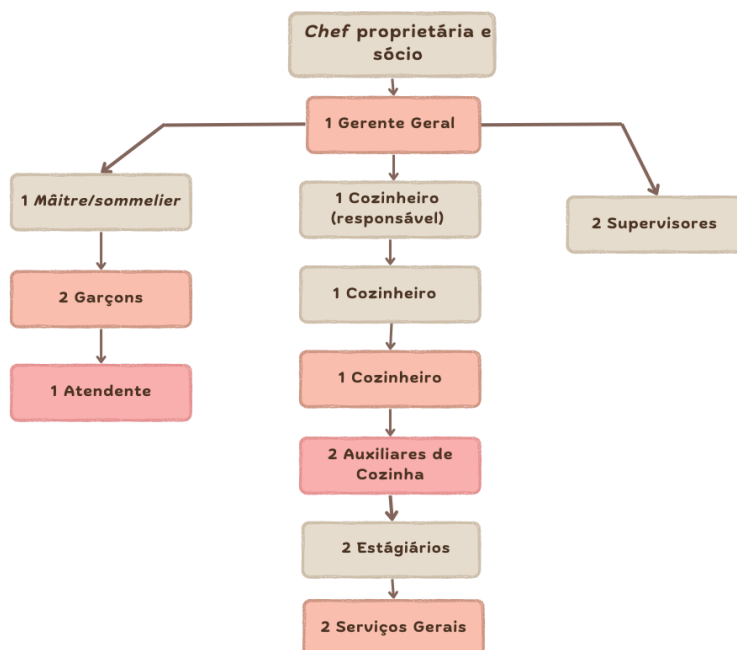 Chef proprietária e
sócio
1 Gerente Geral
1 Mâitre/sommelier
1 Cozinheiro
(responsável)
2 Supervisores
2 Garçons
1 Cozinheiro
1 Atendente
1 Cozinheiro
2 Auxiliares de
Cozinha
2 Estágiários
2 Serviços Gerais